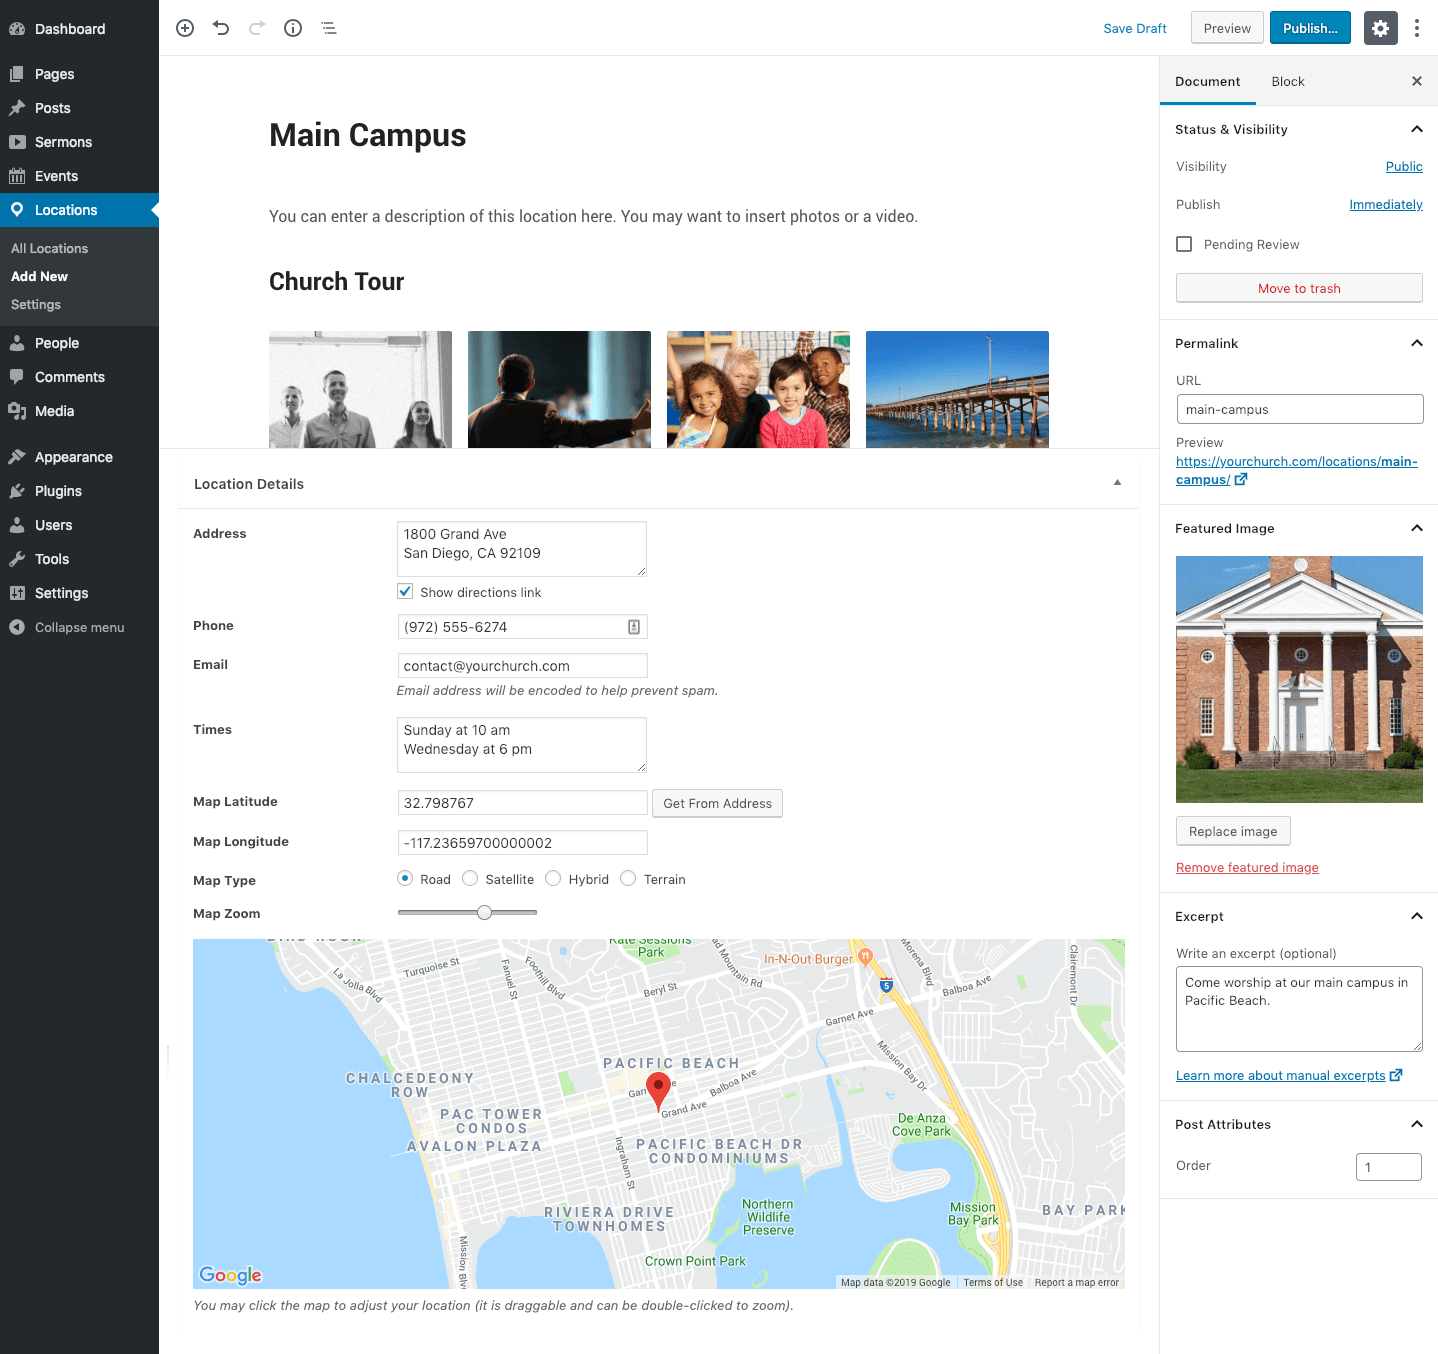 Dashboard
Pages
Posts
Sermons
Events
Locations
All Locations
Add New
Settings
People
Comments
Media
Appearance
Plugins
Users
Tools
Settings
Collapse menu
Save Draft
Preview
Publish...
Main Campus
You can enter a description of this location here. You may want to insert photos or a video.
Church Tour
Location Details
Address
1800 Grand Ave
San Diego, CA 92109
Show directions link
Phone
(972) 555-6274
Email
contact@yourchurch.com
Email address will be encoded to help prevent spam.
Times
Sunday at 10 am
Wednesday at 6 pm
Map Latitude
32.798767
Get From Address
Map Longitude
-117.23659700000002
Map Type
Road
Satellite
Hybrid
Terrain
Map Zoom
Kate Sessions
Park
In-N-Out Burger
Morena Blvd
Clairemont Dr
La Jolla Blvd
Turquoise St
Fanuel St
Foothill Blvd
Beryl St
Mountain Rd
5
Balboa Ave
Garnet Ave
Mission Bay Dr
PACIFIC BEACH
CHALCEDONY
ROW
Balboa Ave
Grand Ave
PAC TOWER
CONDOS
AVALON PLAZA
Ingraham St
PACIFIC BEACH DR
CONDOMINIUMS
De Anza
Cove Park
RIVIERA DRIVE
TOWNHOMES
Northern
Wildlife
Preserve
Mission
Bay Park
BAY PARK
Mission Blvd
Crown Point Park
Google
Map data ©2019 Google
Terms of Use
Report a map error
You may click the map to adjust your location (it is draggable and can be double-clicked to zoom).
Document
Block
Status & Visibility
Visibility
Public
Publish
Immediately
Pending Review
Move to trash
Permalink
URL
main-campus
Preview
https://yourchurch.com/locations/main-
campus/
Featured Image
Replace image
Remove featured image
Excerpt
Write an excerpt (optional)
Come worship at our main campus in
Pacific Beach.
Learn more about manual excerpts
Post Attributes
Order
1